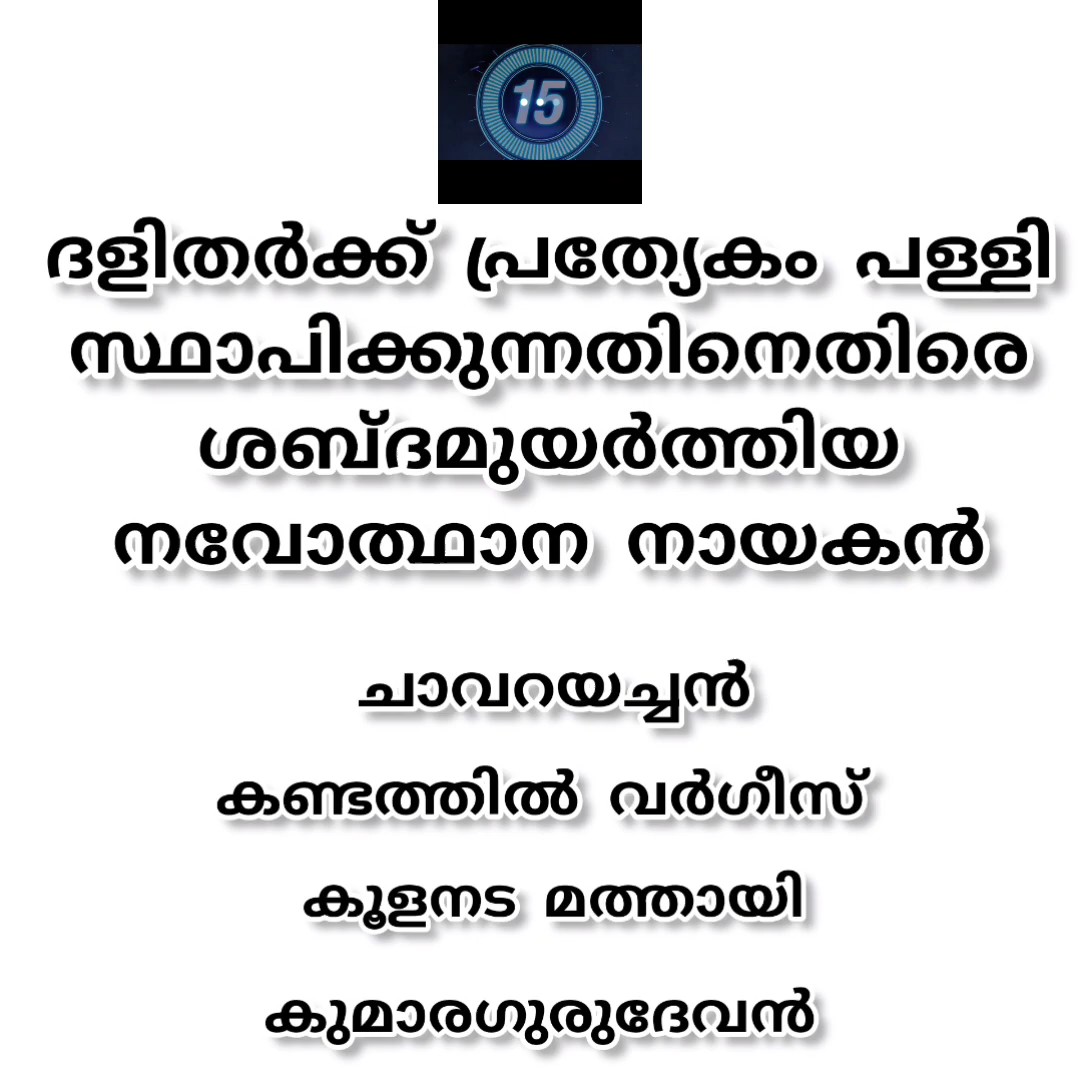 15
ദളിതർക്ക് പ്രത്യേകം പള്ളി
സ്ഥാപിക്കുന്നതിനെതിരെ
ശബ്ദമുയർത്തിയ
നവോത്ഥാന നായകൻ
ചാവറയച്ചൻ
കണ്ടത്തിൽ വർഗീസ്
കൂളനട മത്തായി
കുമാരഗുരുദേവൻ